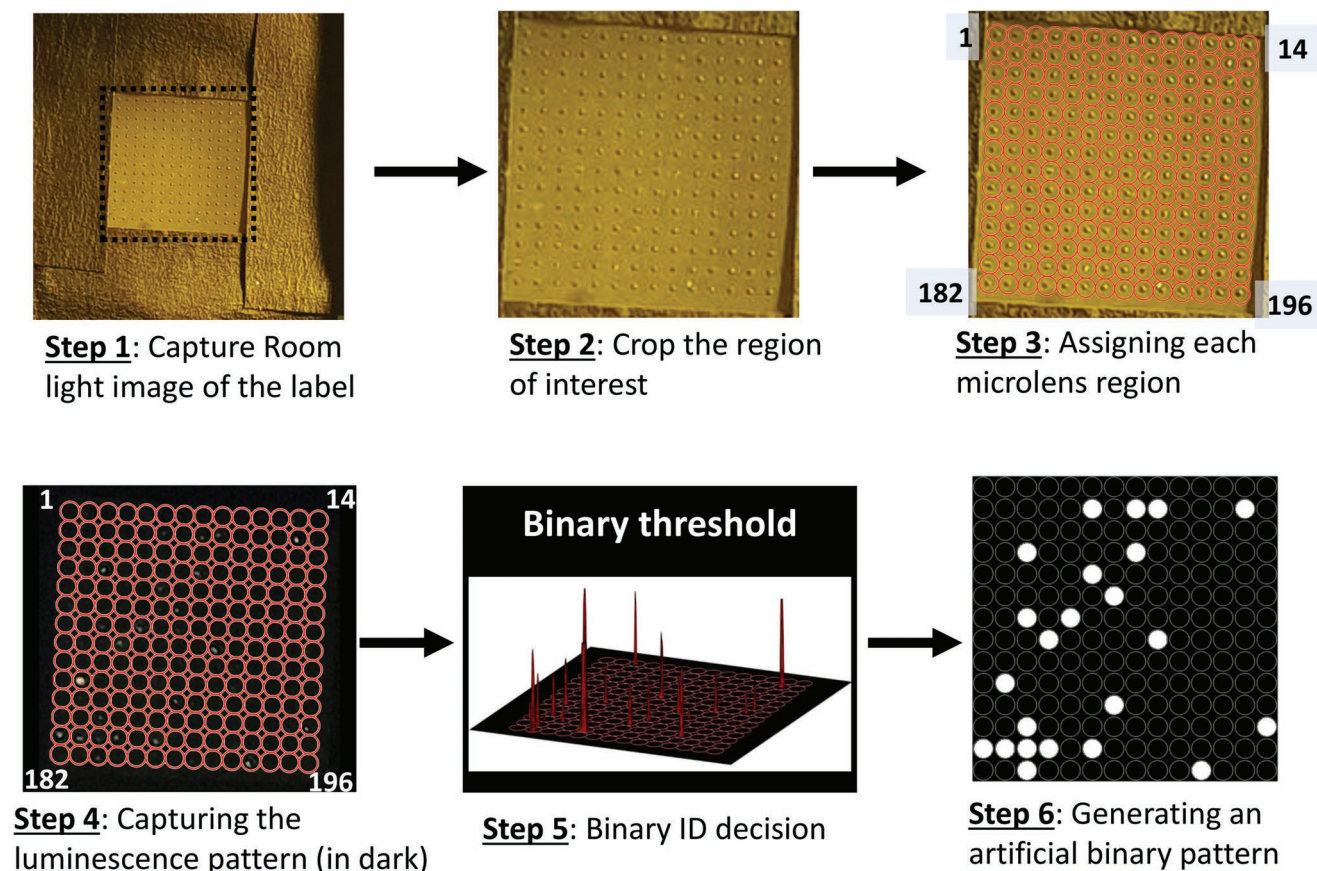 1
14
182
196
Step 1: Capture Room
light image of the label
Step 2: Crop the region
of interest
Step 3: Assigning each
microlens region
1
14
182
196
Binary threshold
Step 4: Capturing the
luminescence pattern (in dark)
Step 5: Binary ID decision
Step 6: Generating an
artificial binary pattern